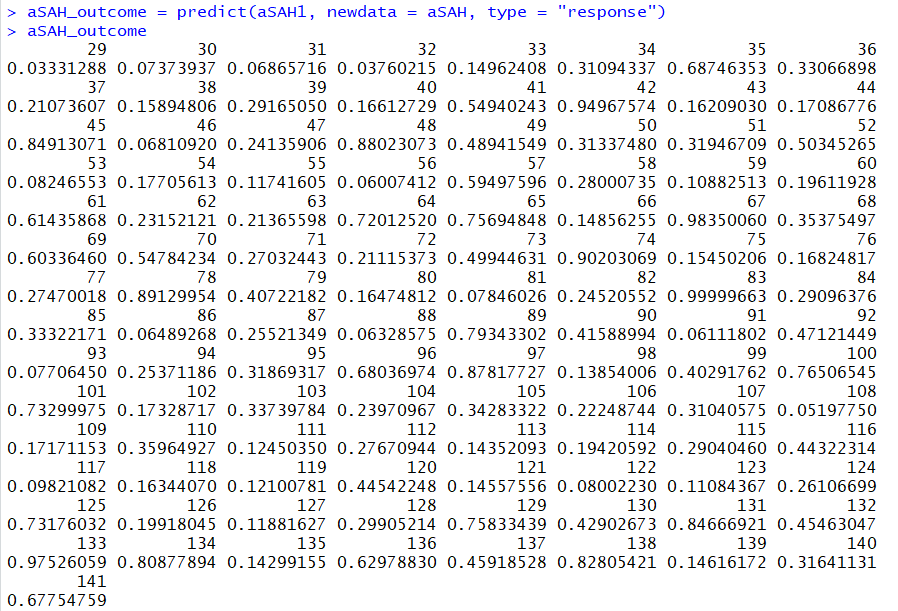 > aSAH_outcome = predict(aSAH1, newdata = aSAH, type = "response")
> aSAH_outcome
29 30 31 32 33 34 35 36
0.03331288 0.07373937 0.06865716 0.03760215 0.14962408 0.31094337 0.68746353 0.33066898
37 38 39 40 41 42 43 44
0.21073607 0.15894806 0.29165050 0.16612729 0.54940243 0.94967574 0.16209030 0.17086776
45 46 47 48 49 50 51 52
0.84913071 0.06810920 0.24135906 0.88023073 0.48941549 0.31337480 0.31946709 0.50345265
53 54 55 56 57 58 59 60
0.08246553 0.17705613 0.11741605 0.06007412 0.59497596 0.28000735 0.10882513 0.19611928
61 62 63 64 65 66 67 68
0.61435868 0.23152121 0.21365598 0.72012520 0.75694848 0.14856255 0.98350060 0.35375497
69 70 71 72 73 74 75 76
0.60336460 0.54784234 0.27032443 0.21115373 0.49944631 0.90203069 0.15450206 0.16824817
77 78 79 80 81 82 83 84
0.27470018 0.89129954 0.40722182 0.16474812 0.07846026 0.24520552 0.99999663 0.29096376
85 86 87 88 89 90 91 92
0.33322171 0.06489268 0.25521349 0.06328575 0.79343302 0.41588994 0.06111802 0.47121449
93 94 95 96 97 98 99 100
0.07706450 0.25371186 0.31869317 0.68036974 0.87817727 0.13854006 0.40291762 0.76506545
101 102 103 104 105 106 107 108
0.73299975 0.17328717 0.33739784 0.23970967 0.34283322 0.22248744 0.31040575 0.05197750
109 110 111 112 113 114 115 116
0.17171153 0.35964927 0.12450350 0.27670944 0.14352093 0.19420592 0.29040460 0.44322314
117 118 119 120 121 122 123 124
0.09821082 0.16344070 0.12100781 0.44542248 0.14557556 0.08002230 0.11084367 0.26106699
125 126 127 128 129 130 131 132
0.73176032 0.19918045 0.11881627 0.29905214 0.75833439 0.42902673 0.84666921 0.45463047
133 134 135 136 137 138 139 140
0.97526059 0.80877894 0.14299155 0.62978830 0.45918528 0.82805421 0.14616172 0.31641131
141
0.67754759